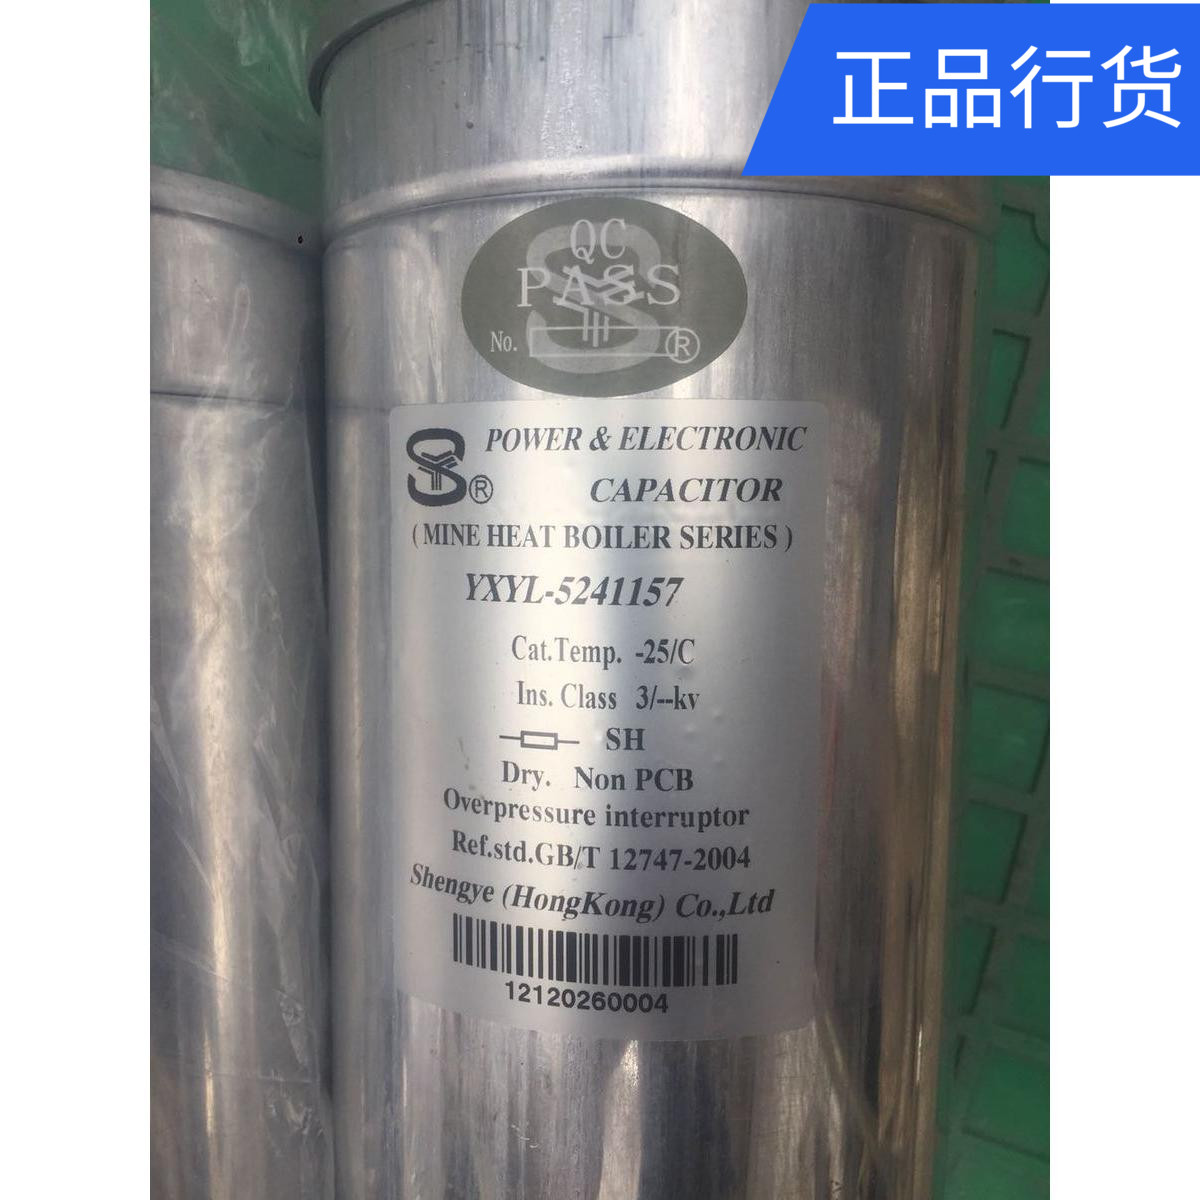 正品行货
QC
PASS
No.
®
POWER & ELECTRONIC
® CAPACITOR
( MINE HEAT BOILER SERIES )
YXYL-5241157
Cat.Temp. -25/C
Ins. Class 3/--kv
SH
Dry. Non PCB
Overpressure interruptor
Ref.std.GB/T 12747-2004
Shengye (HongKong) Co.,Ltd
12120260004